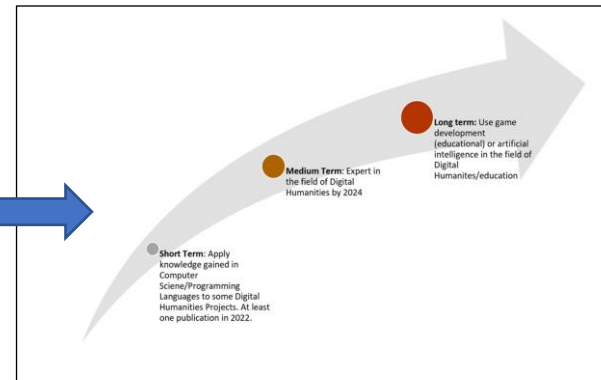 Long term: Use game
development
(educational) or artificial
intelligence in the field of
Digital
Humanites/education
Medium Term: Expert in
the field of Digital
Humanities by 2024
Short Term: Apply
knowledge gained in
Computer
Sciene/Programming
Languages to some Digital
Humanities Projects. At least
one publication in 2022.